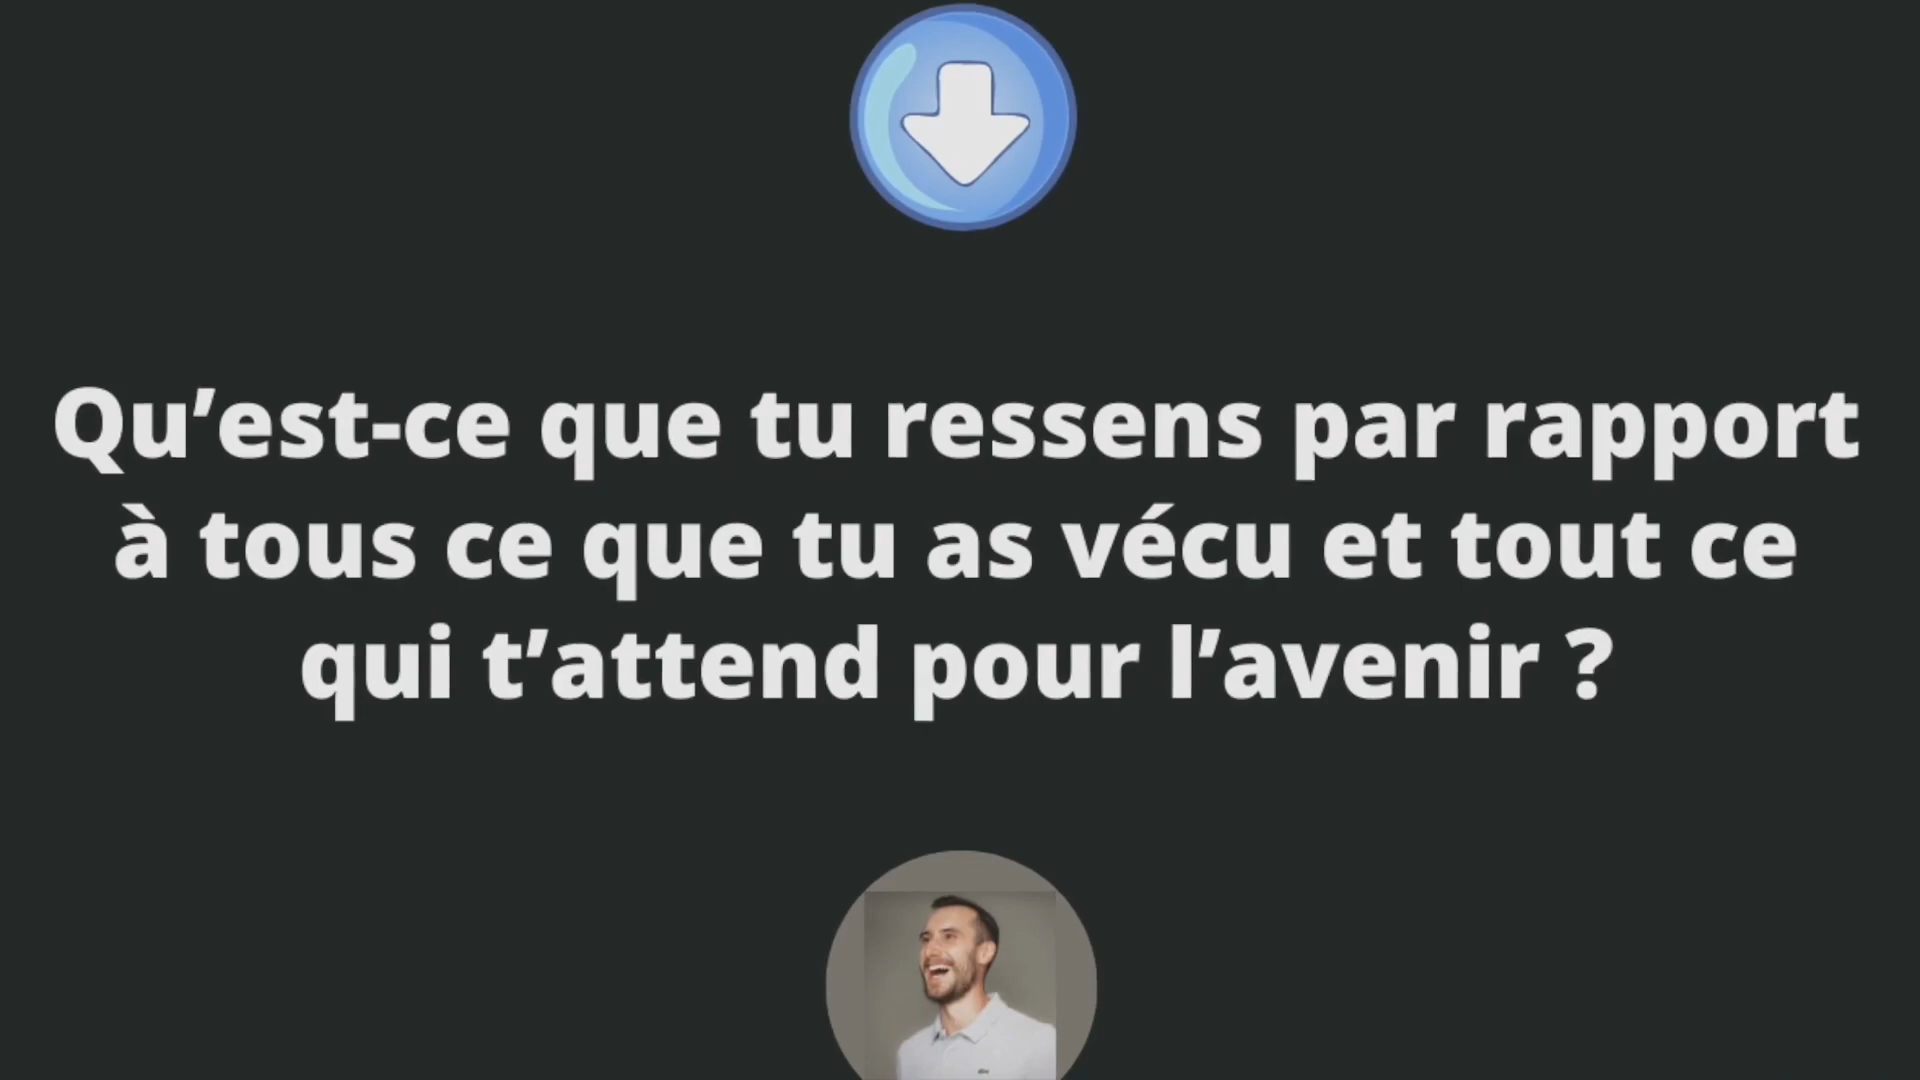 Qu’est-ce que tu ressens par rapport
à tous ce que tu as vécu et tout ce
qui t’attend pour l’avenir ?